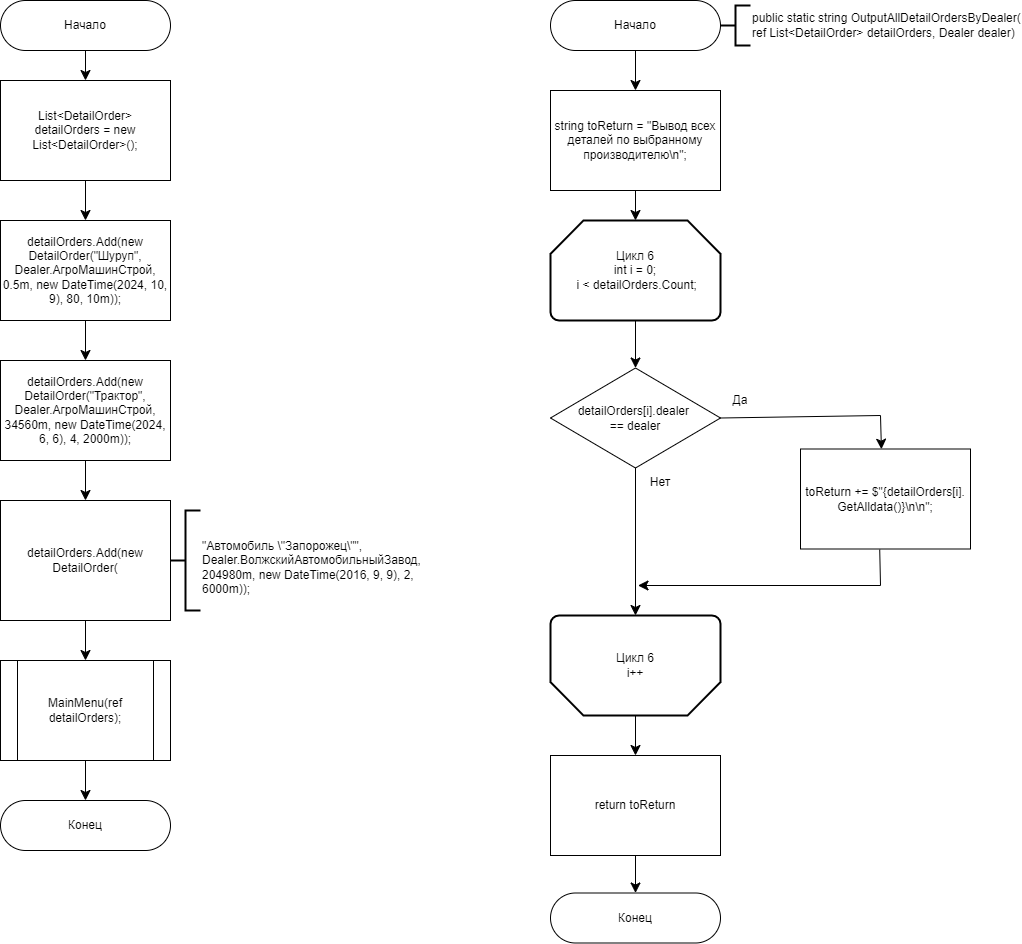 Начало
List<DetailOrder>
detailOrders = new
List<DetailOrder>();
detailOrders.Add(new
DetailOrder("Шуруп",
Dealer.АгроМашинСтрой,
0.5m, new DateTime(2024, 10,
9), 80, 10m));
detailOrders.Add(new
DetailOrder("Трактор",
Dealer.АгроМашинСтрой,
34560m, new DateTime(2024,
6, 6), 4, 2000m));
detailOrders.Add(new
DetailOrder(
"Автомобиль \"Запорожец\"",
Dealer.ВолжскийАвтомобильныйЗавод,
204980m, new DateTime(2016, 9, 9), 2,
6000m));
MainMenu(ref
detailOrders);
Конец
Начало
public static string OutputAllDetailOrdersByDealer(
ref List<DetailOrder> detailOrders, Dealer dealer)
string toReturn = "Вывод всех
деталей по выбранному
производителю\n";
Цикл 6
int i = 0;
i < detailOrders.Count;
detailOrders[i].dealer
== dealer
Да
Нет
toReturn += $"{detailOrders[i].
GetAlldata()}\n\n";
Цикл 6
i++
return toReturn
Конец